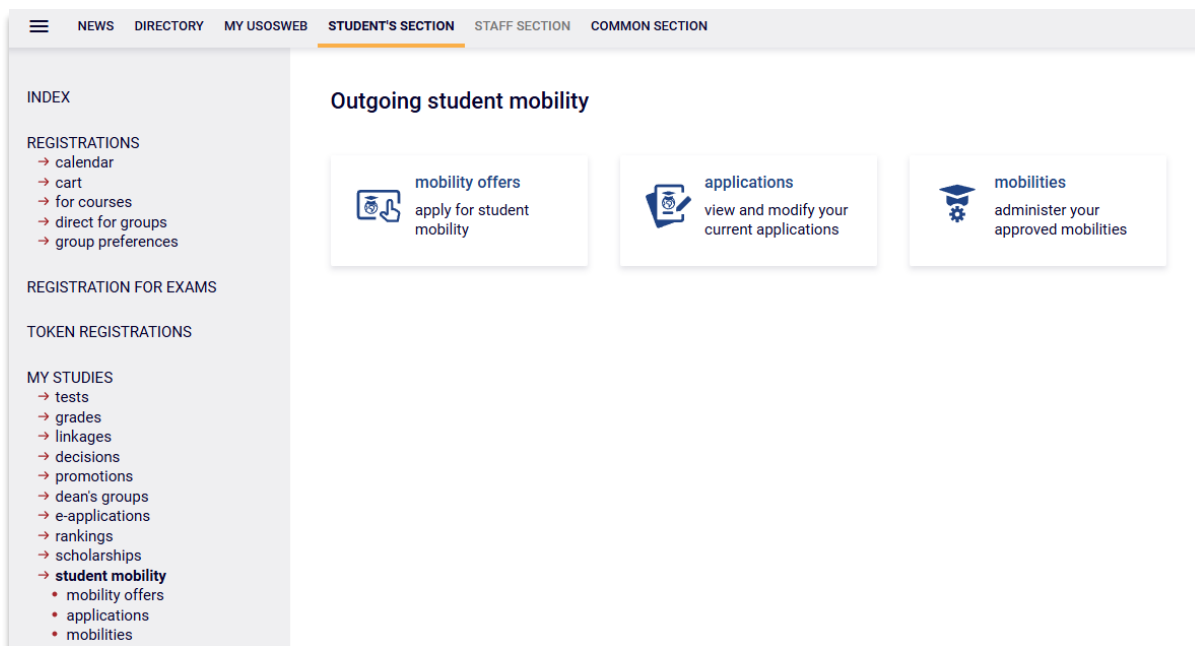 NEWS DIRECTORY MY USOSWEB STUDENT'S SECTION STAFF SECTION COMMON SECTION
INDEX
REGISTRATIONS
→ calendar
→ cart
→ for courses
→ direct for groups
→ group preferences
REGISTRATION FOR EXAMS
TOKEN REGISTRATIONS
MY STUDIES
→ tests
→ grades
→ linkages
→ decisions
→ promotions
→ dean's groups
→ e-applications
→ rankings
→ scholarships
→ student mobility
• mobility offers
• applications
• mobilities
Outgoing student mobility
mobility offers
apply for student
mobility
applications
view and modify your
current applications
mobilities
administer your
approved mobilities